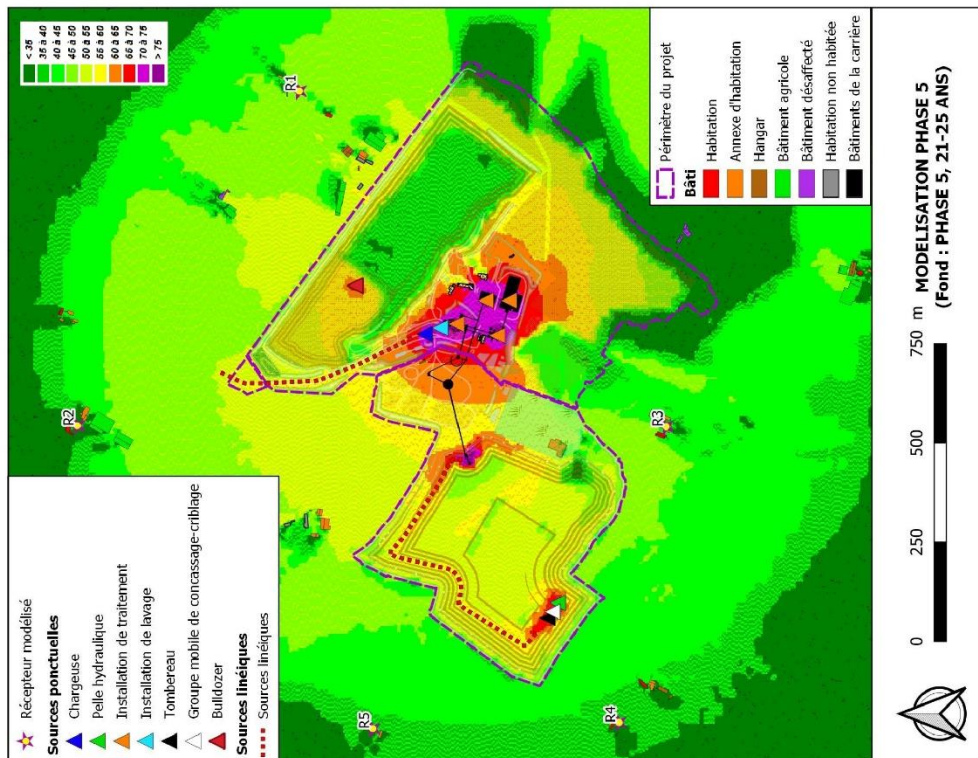 Récepteur modélisé
Sources ponctuelles
Chargeuse
Pelle hydraulique
Installation de traitement
Installation de lavage
Tombereau
Groupe mobile de concassage-criblage
Bulldozer
Sources linéiques
Sources linéiques
< 35
35 à 40
40 à 45
45 à 50
50 à 55
55 à 60
60 à 65
65 à 70
70 à 75
> 75
R2
R1
R5
R4
R3
Périmètre du projet
Bâti
Habitation
Annexe d'habitation
Hangar
Bâtiment agricole
Bâtiment désaffecté
Habitation non habitée
Bâtiments de la carrière
0 250 500 750 m
MODELISATION PHASE 5
(Fond : PHASE 5, 21-25 ANS)